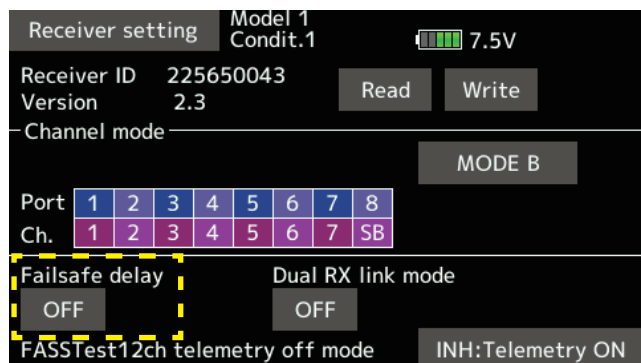 Receiver setting
Model 1
Condit.1
7.5V
Receiver ID 225650043
Read
Write
Version 2.3
Channel mode
MODE B
Port 1 2 3 4 5 6 7 8
Ch. 1 2 3 4 5 6 7 SB
Failsafe delay
Dual RX link mode
OFF
OFF
FASSTest12ch telemetry off mode
INH:Telemetry ON